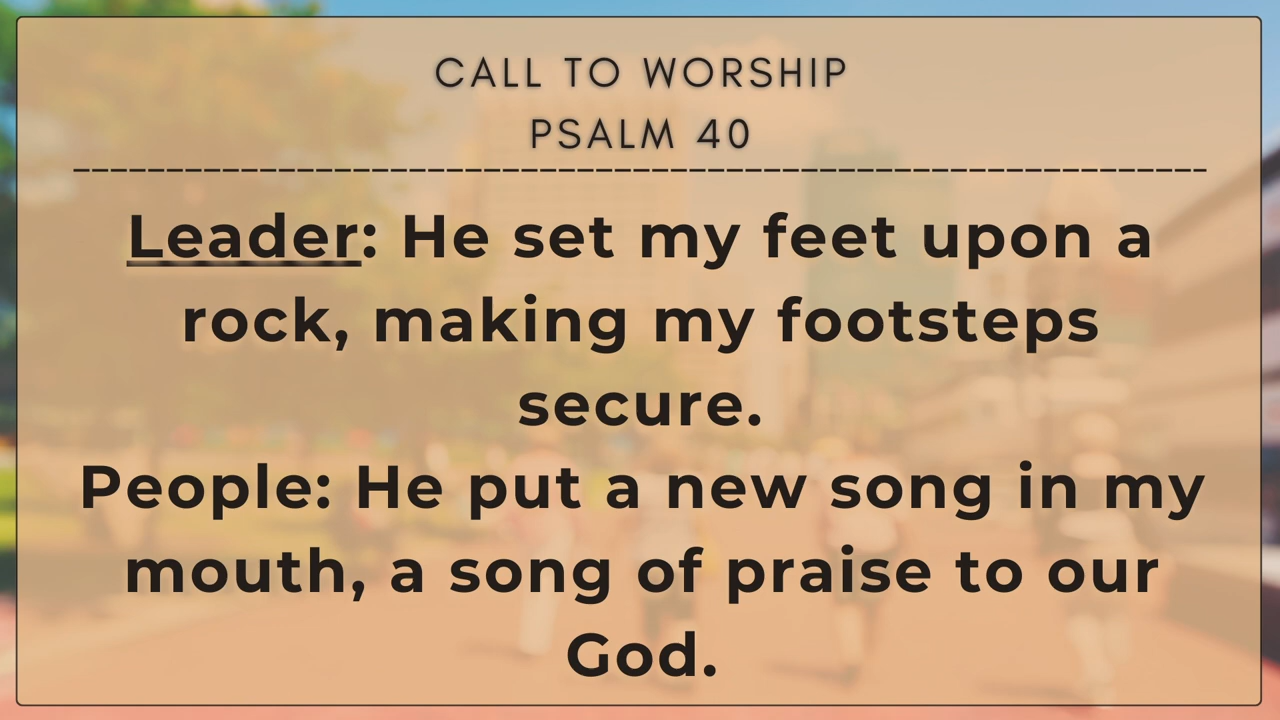 CALL TO WORSHIP
PSALM 40
Leader: He set my feet upon a
rock, making my footsteps
secure.
People: He put a new song in my
mouth, a song of praise to our
God.